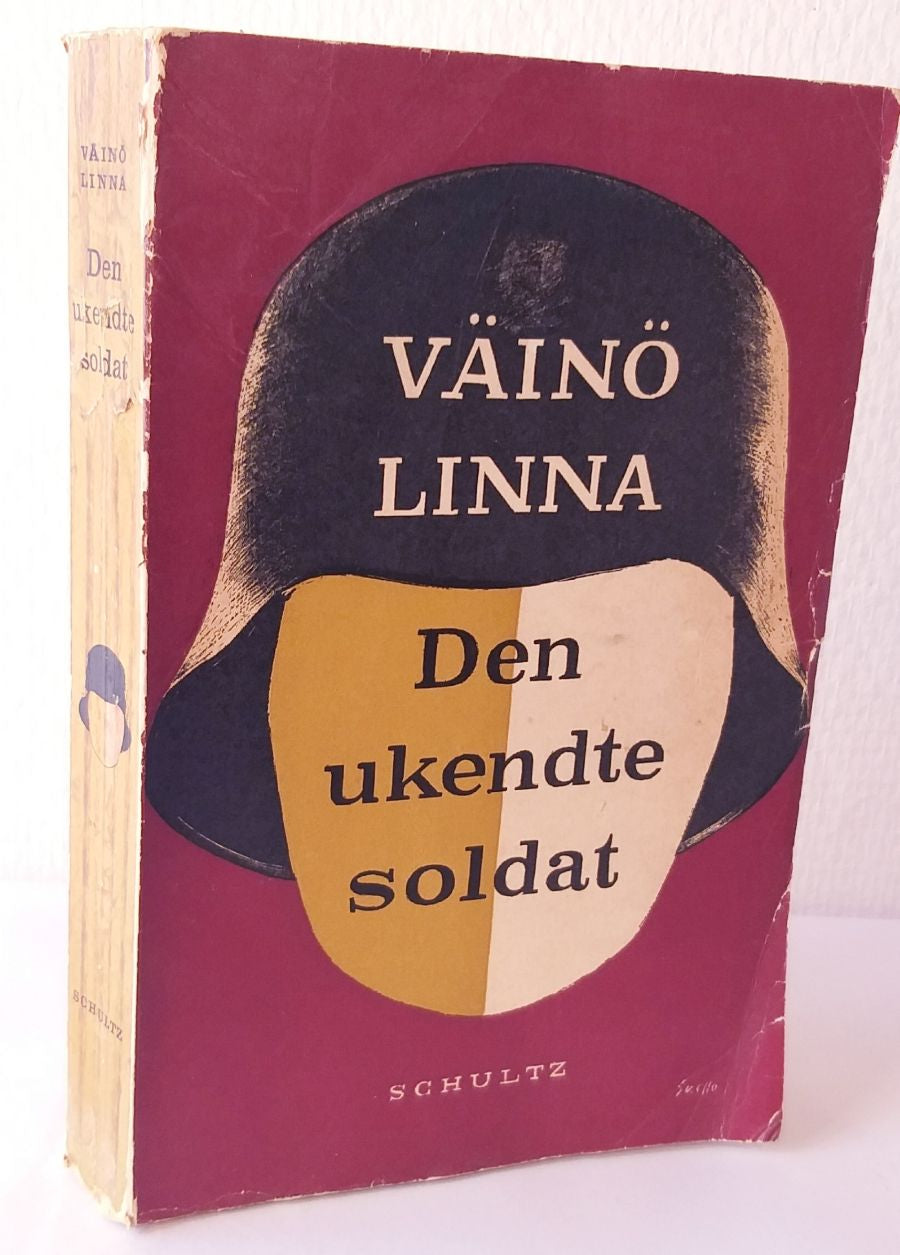 VÄINÖ
LINNA
Den
ukendte
soldat
SCHULTZ
VÄINÖ
LINNA
Den
ukendte
soldat
SCHULTZ